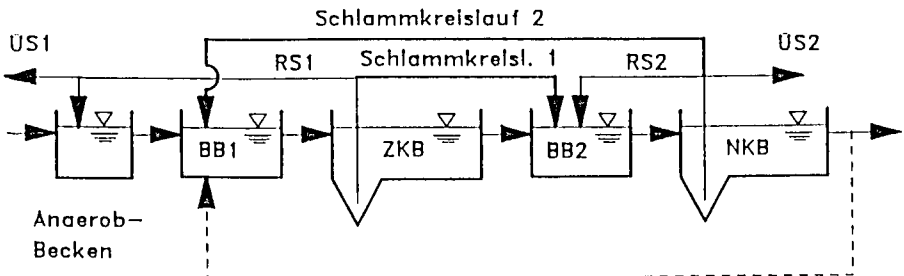 Schlammkreislauf 2
ÜS1
RS1
Schlammkreisl. 1
RS2
ÜS2
BB1
ZKB
BB2
NKB
Anaerob-
Becken